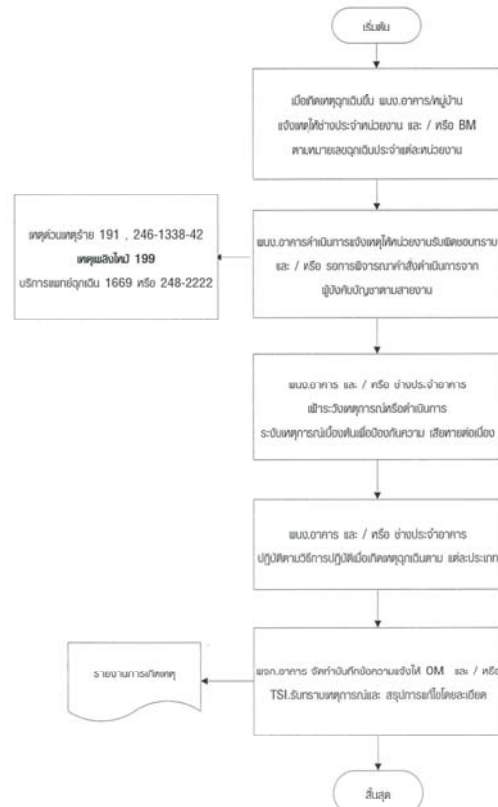 เริ่มต้น
เมื่อเกิดเหตุฉุกเฉินขึ้น พนง.อาคาร/หมู่บ้าน
แจ้งเหตุให้ช่างประจำหน่วยงาน และ / หรือ BM
ตามหมายเลขฉุกเฉินประจำแต่ละหน่วยงาน
เหตุด่วนเหตุร้าย 191 , 246-1338-42
เหตุเพลิงไหม้ 199
บริการแพทย์ฉุกเฉิน 1669 หรือ 248-2222
พนง.อาคารดำเนินการแจ้งเหตุให้หน่วยงานรับผิดชอบทราบ
และ / หรือ รอการพิจารณาคำสั่งดำเนินการจาก
ผู้บังคับบัญชาตามสายงาน
พนง.อาคาร และ / หรือ ช่างประจำอาคาร
เฝ้าระวังเหตุการณ์หรือดำเนินการ
ระงับเหตุการณ์เบื้องต้นเพื่อป้องกันความ เสียหายต่อเนื่อง
พนง.อาคาร และ / หรือ ช่างประจำอาคาร
ปฏิบัติตามวิธีการปฏิบัติเมื่อเกิดเหตุฉุกเฉินตาม แต่ละประเภท
รายงานการเกิดเหตุ
ผจก.อาคาร จัดทำบันทึกข้อความแจ้งให้ OM และ / หรือ
TSI.รับทราบเหตุการณ์และ สรุปการแก้ไขโดยละเอียด
สิ้นสุด